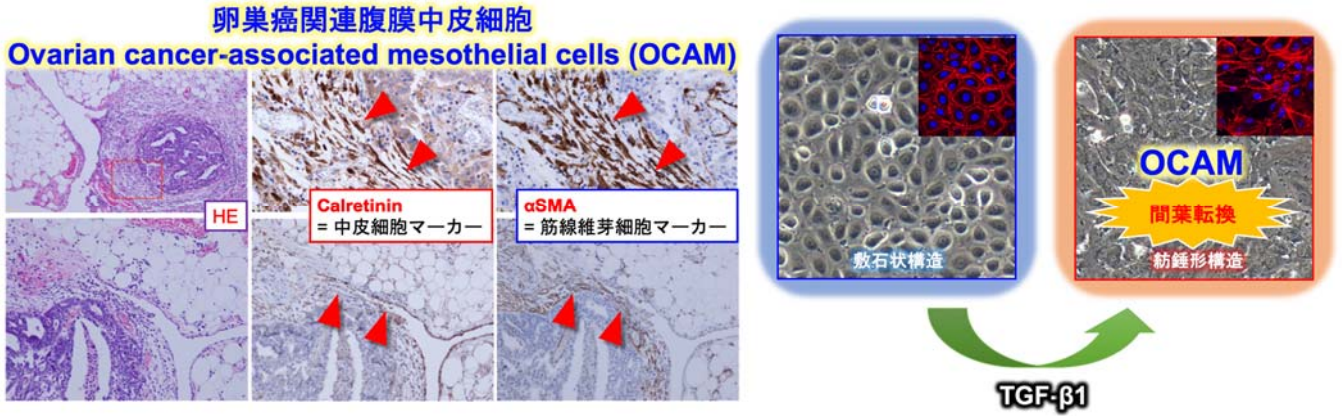 卵巣癌関連腹膜中皮細胞
Ovarian cancer-associated mesothelial cells (OCAM)
HE
Calretinin
= 中皮細胞マーカー
αSMA
= 筋線維芽細胞マーカー
敷石状構造
OCAM
間葉転換
紡錘形構造
TGF-β1